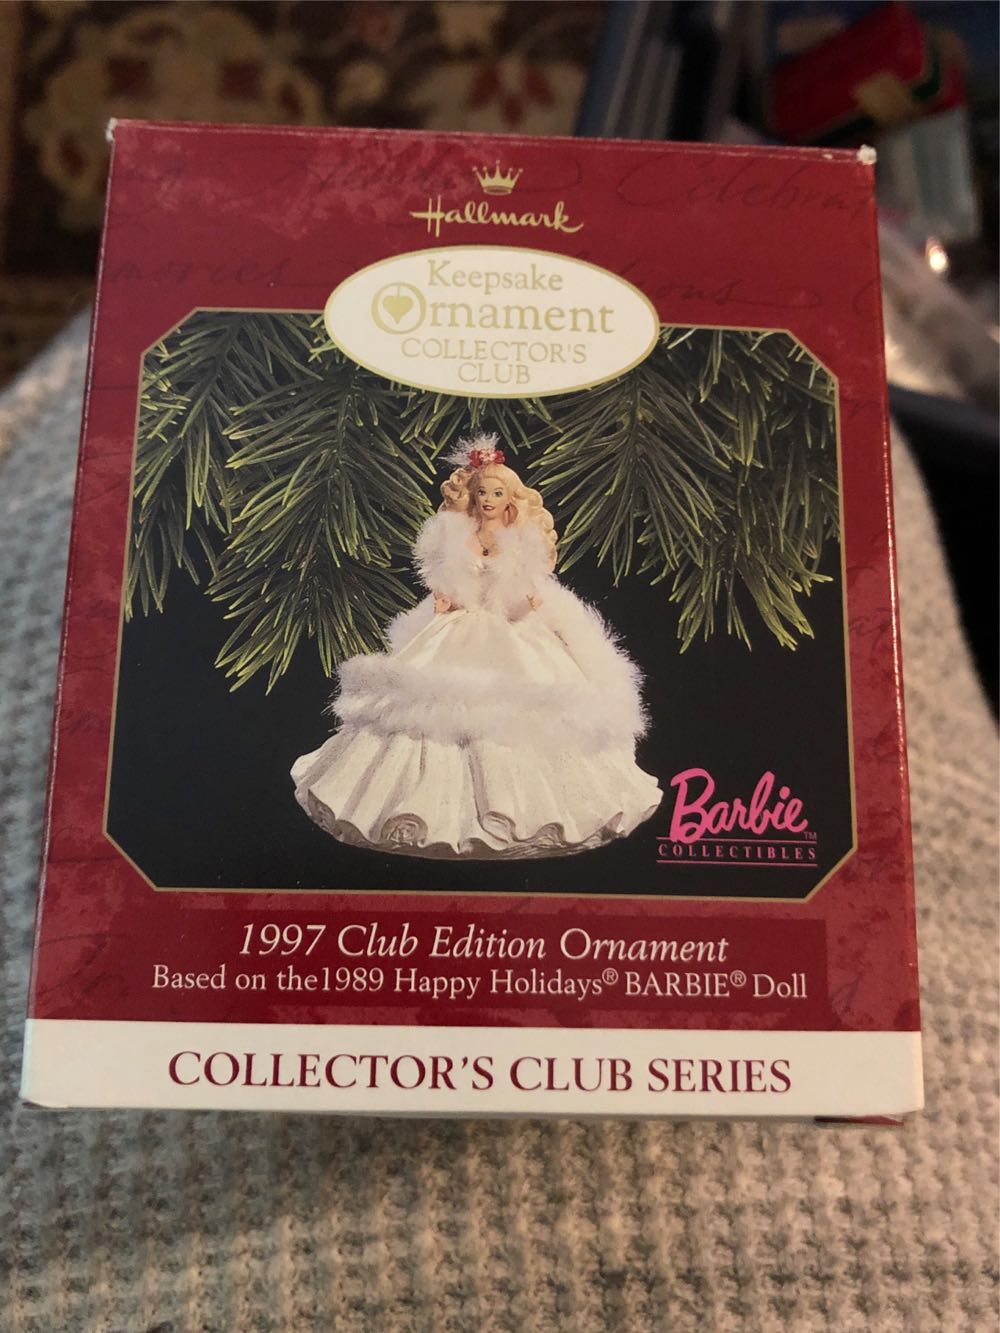 Hallmark
Keepsake
Ornament
COLLECTOR'S
CLUB
Barbie™
COLLECTIBLES
1997 Club Edition Ornament
Based on the1989 Happy Holidays® BARBIE® Doll
COLLECTOR'S CLUB SERIES